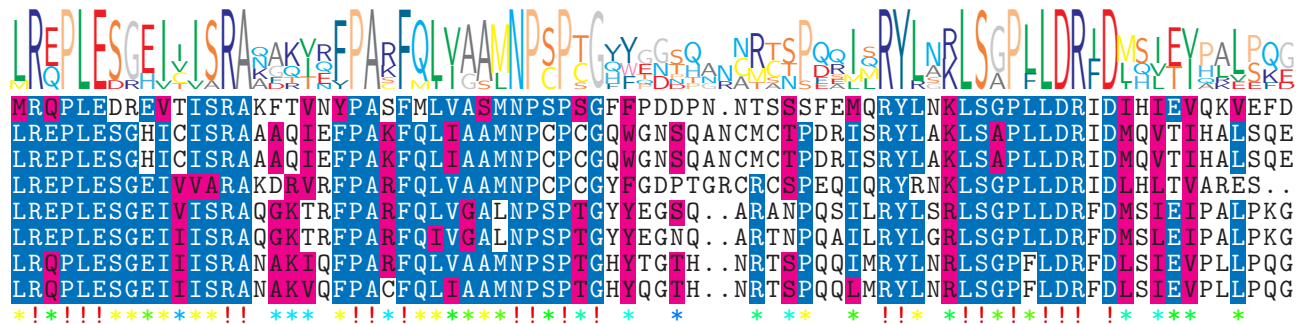 MRQPLEDREVTISRAKFTVNYPASFMLVASMNPSPSGFFPDDPN.NTSSSFEMQRYLNKLSGPLLDRIDIHIEVQKVEFD
LREPLESGHICISRAAAQIEFPAKFQLIAAMNPCPCGQWGNSQANCMCTPDRISRYLAKLSAPLLDRIDMQVTIHALSQE
LREPLESGHICISRAAAQIEFPAKFQLIAAMNPCPCGQWGNSQANCMCTPDRISRYLAKLSAPLLDRIDMQVTIHALSQE
LREPLESGEIVVARAKDRVRFPARFQLVAAMNPCPCGYFGDPTGRCRCSPEQIQRYRNKLSGPLLDRIDLHLTVARES..
LREPLESGEIVISRAQGKTRFPARFQLVGALNPSPTGYYEGSQ..ARANPQSILRYLSRLSGPLLDRFDMSIEIPALPKG
LREPLESGEIIISRAQGKTRFPARFQIVGALNPSPTGYYEGNQ..ARTNPQAILRYLGRLSGPLLDRFDMSLEIPALPKG
LRQPLESGEIIISRANAKIQFPARFQLVAAMNPSPTGHYTGTH..NRTSPQQIMRYLNRLSGPFLDRFDLSIEVPLLPQG
LRQPLESGEIIISRANAKVQFPACFQLIAAMNPSPTGHYQGTH..NRTSPQQLMRYLNRLSGPFLDRFDLSIEVPLLPQG